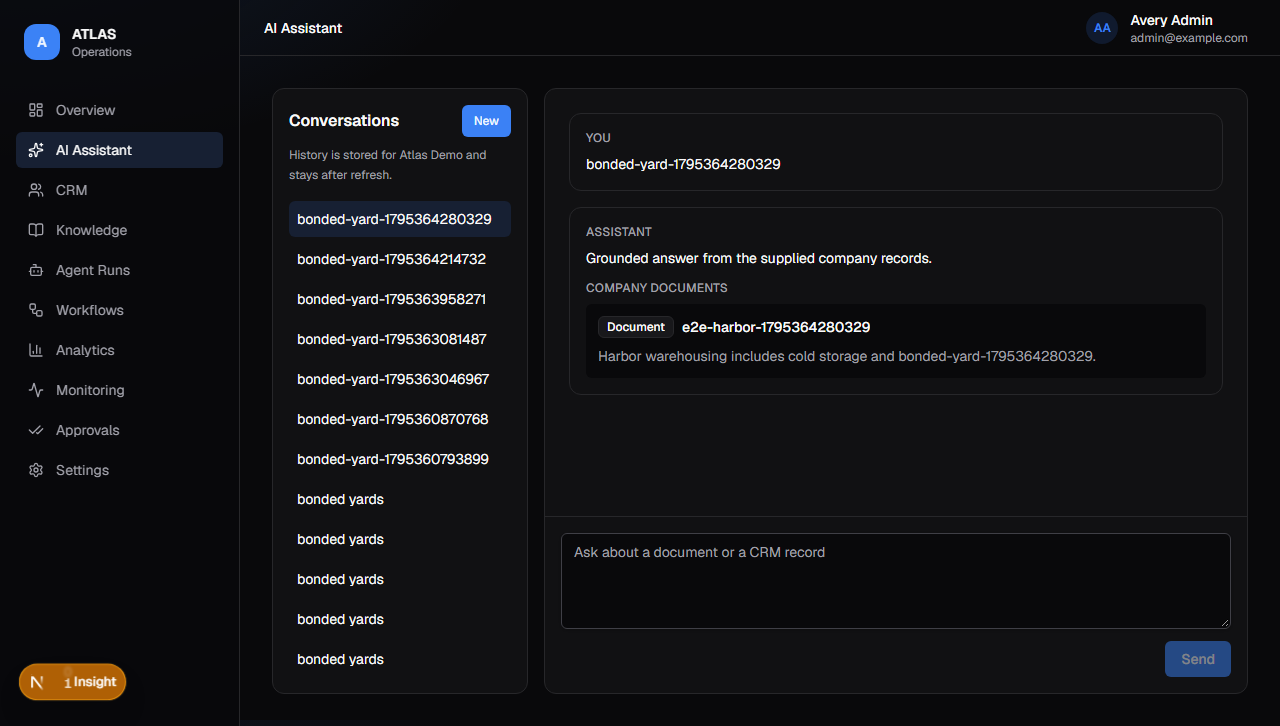 A
ATLAS
Operations
Overview
AI Assistant
CRM
Knowledge
Agent Runs
Workflows
Analytics
Monitoring
Approvals
Settings
N
1 Insight
AI Assistant
AA
Avery Admin
admin@example.com
Conversations
New
History is stored for Atlas Demo and
stays after refresh.
bonded-yard-1795364280329
bonded-yard-1795364214732
bonded-yard-1795363958271
bonded-yard-1795363081487
bonded-yard-1795363046967
bonded-yard-1795360870768
bonded-yard-1795360793899
bonded yards
bonded yards
bonded yards
bonded yards
bonded yards
YOU
bonded-yard-1795364280329
ASSISTANT
Grounded answer from the supplied company records.
COMPANY DOCUMENTS
Document e2e-harbor-1795364280329
Harbor warehousing includes cold storage and bonded-yard-1795364280329.
Ask about a document or a CRM record
Send